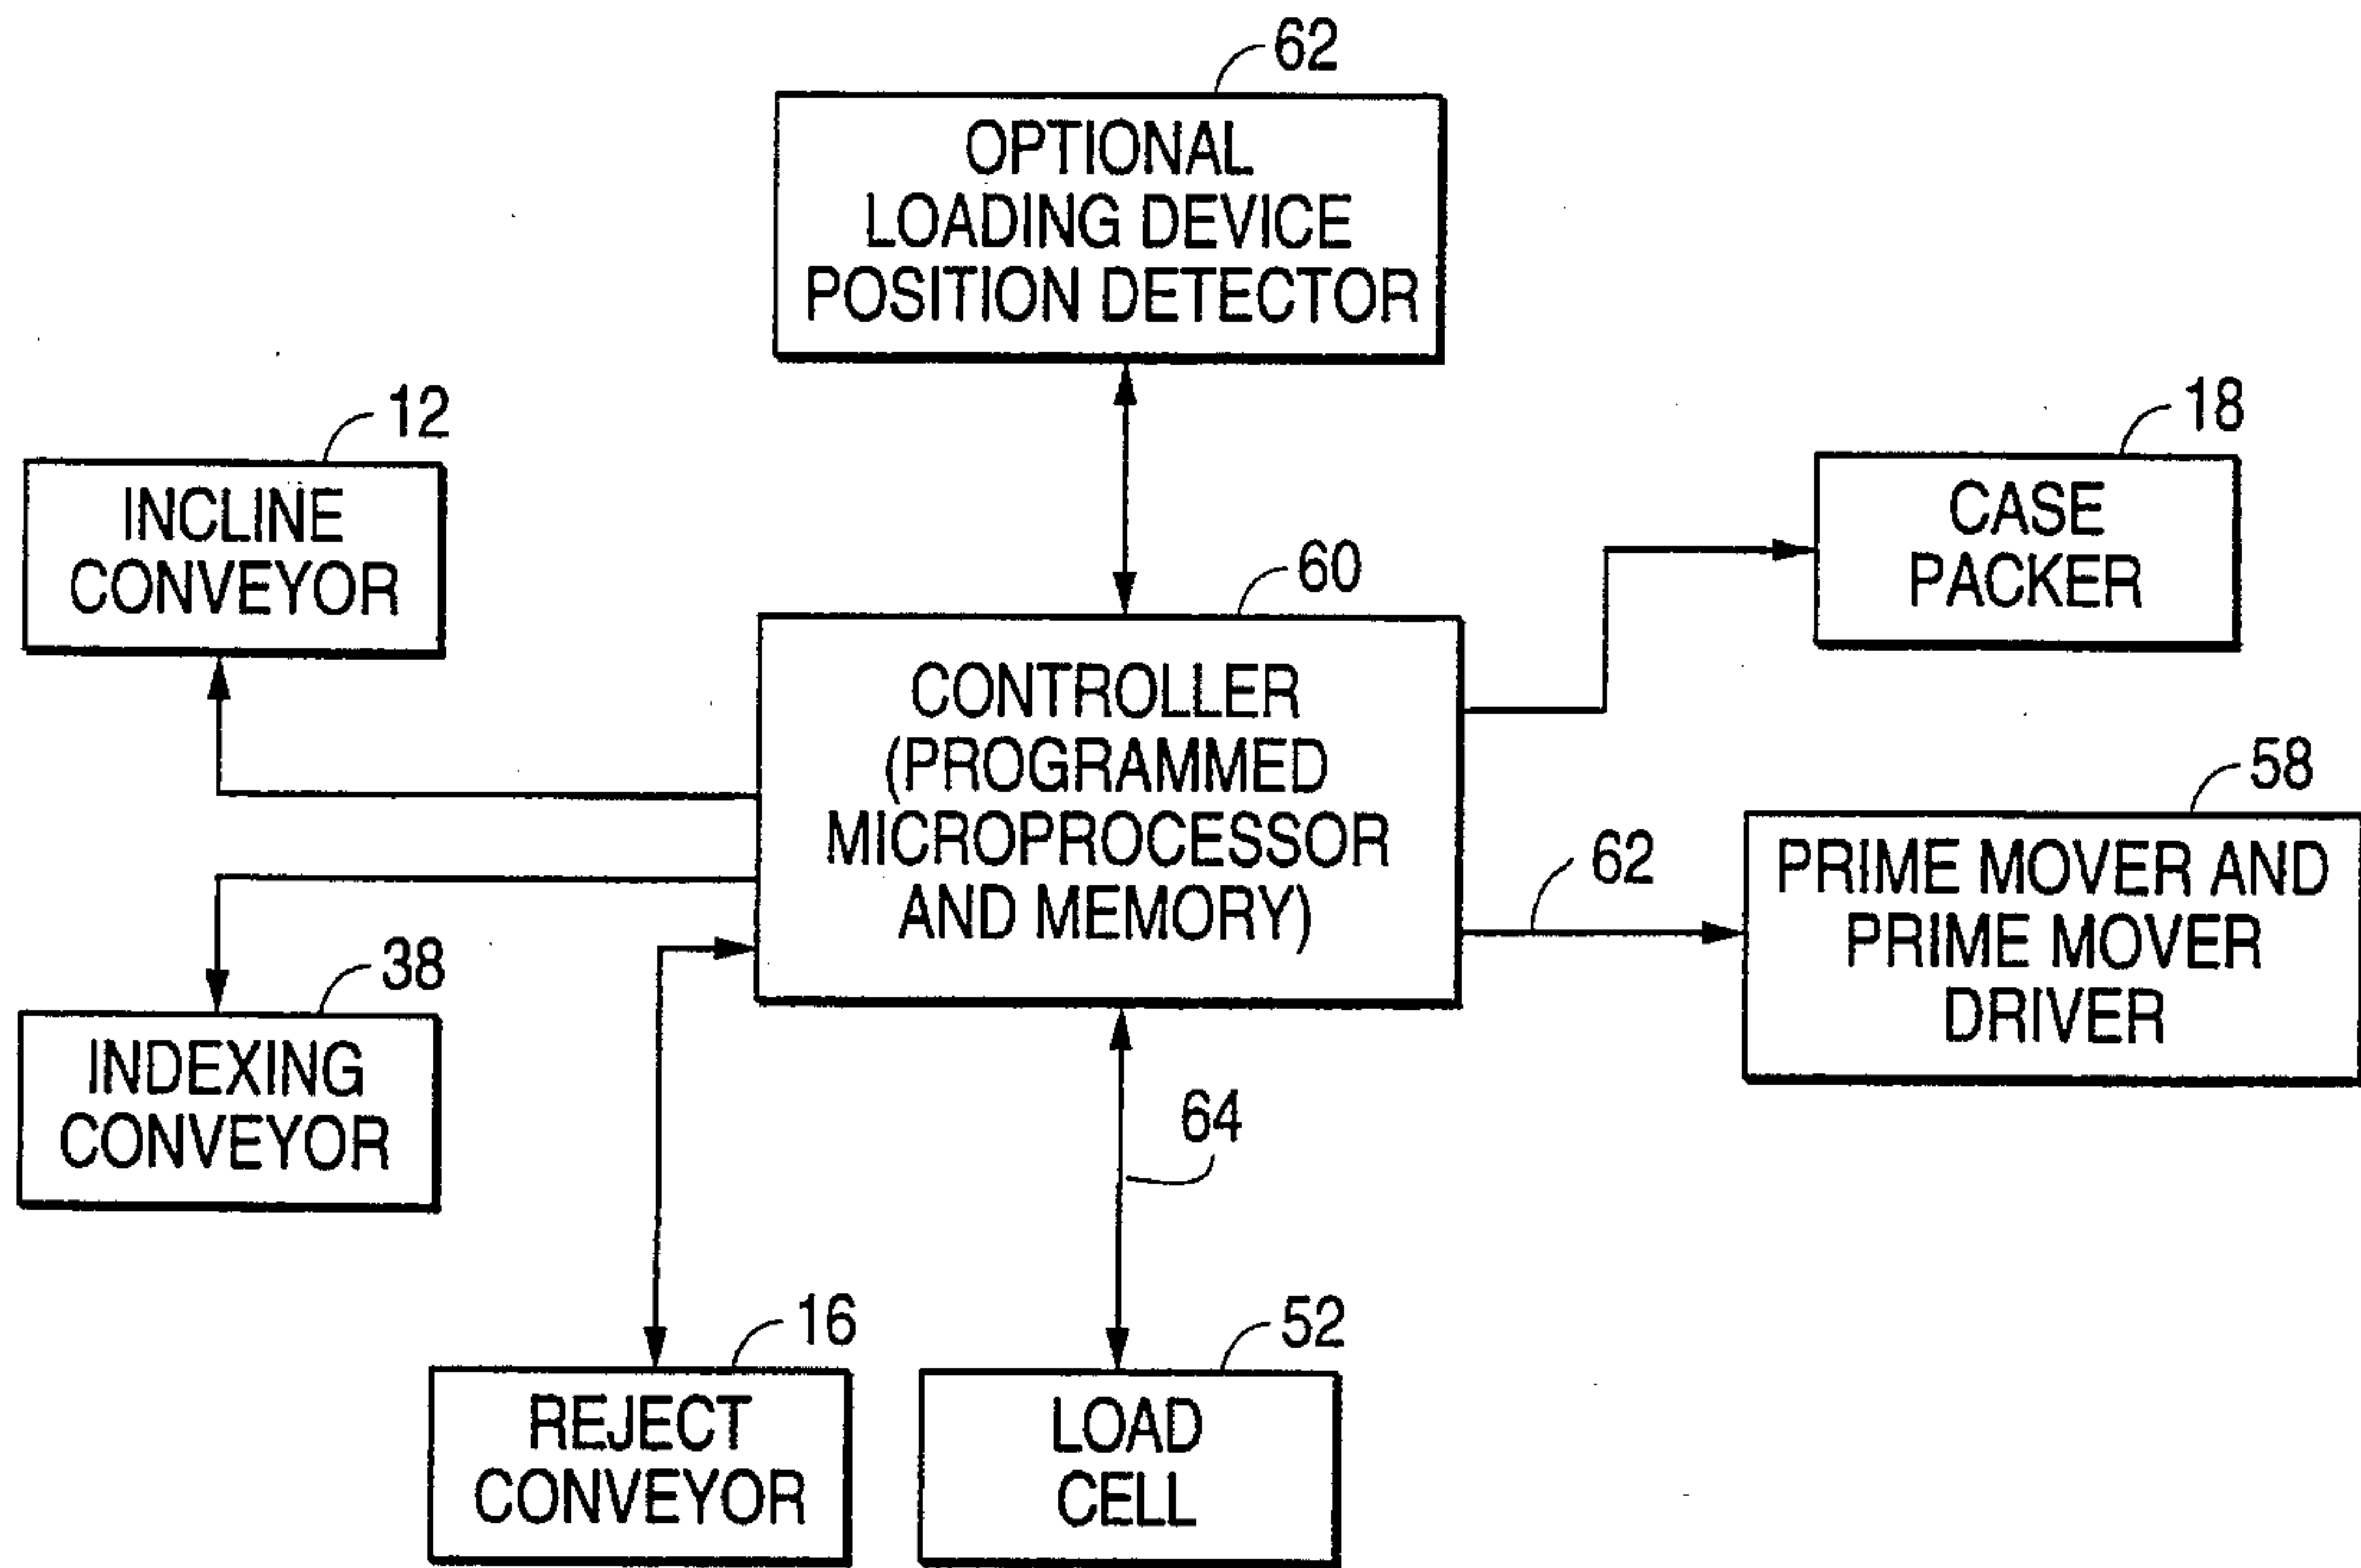 62
OPTIONAL
LOADING DEVICE
POSITION DETECTOR
12
INCLINE
CONVEYOR
18
CASE
PACKER
60
CONTROLLER
(PROGRAMMED
MICROPROCESSOR
AND MEMORY)
58
PRIME MOVER AND
PRIME MOVER
DRIVER
62
38
INDEXING
CONVEYOR
64
16
REJECT
CONVEYOR
52
LOAD
CELL